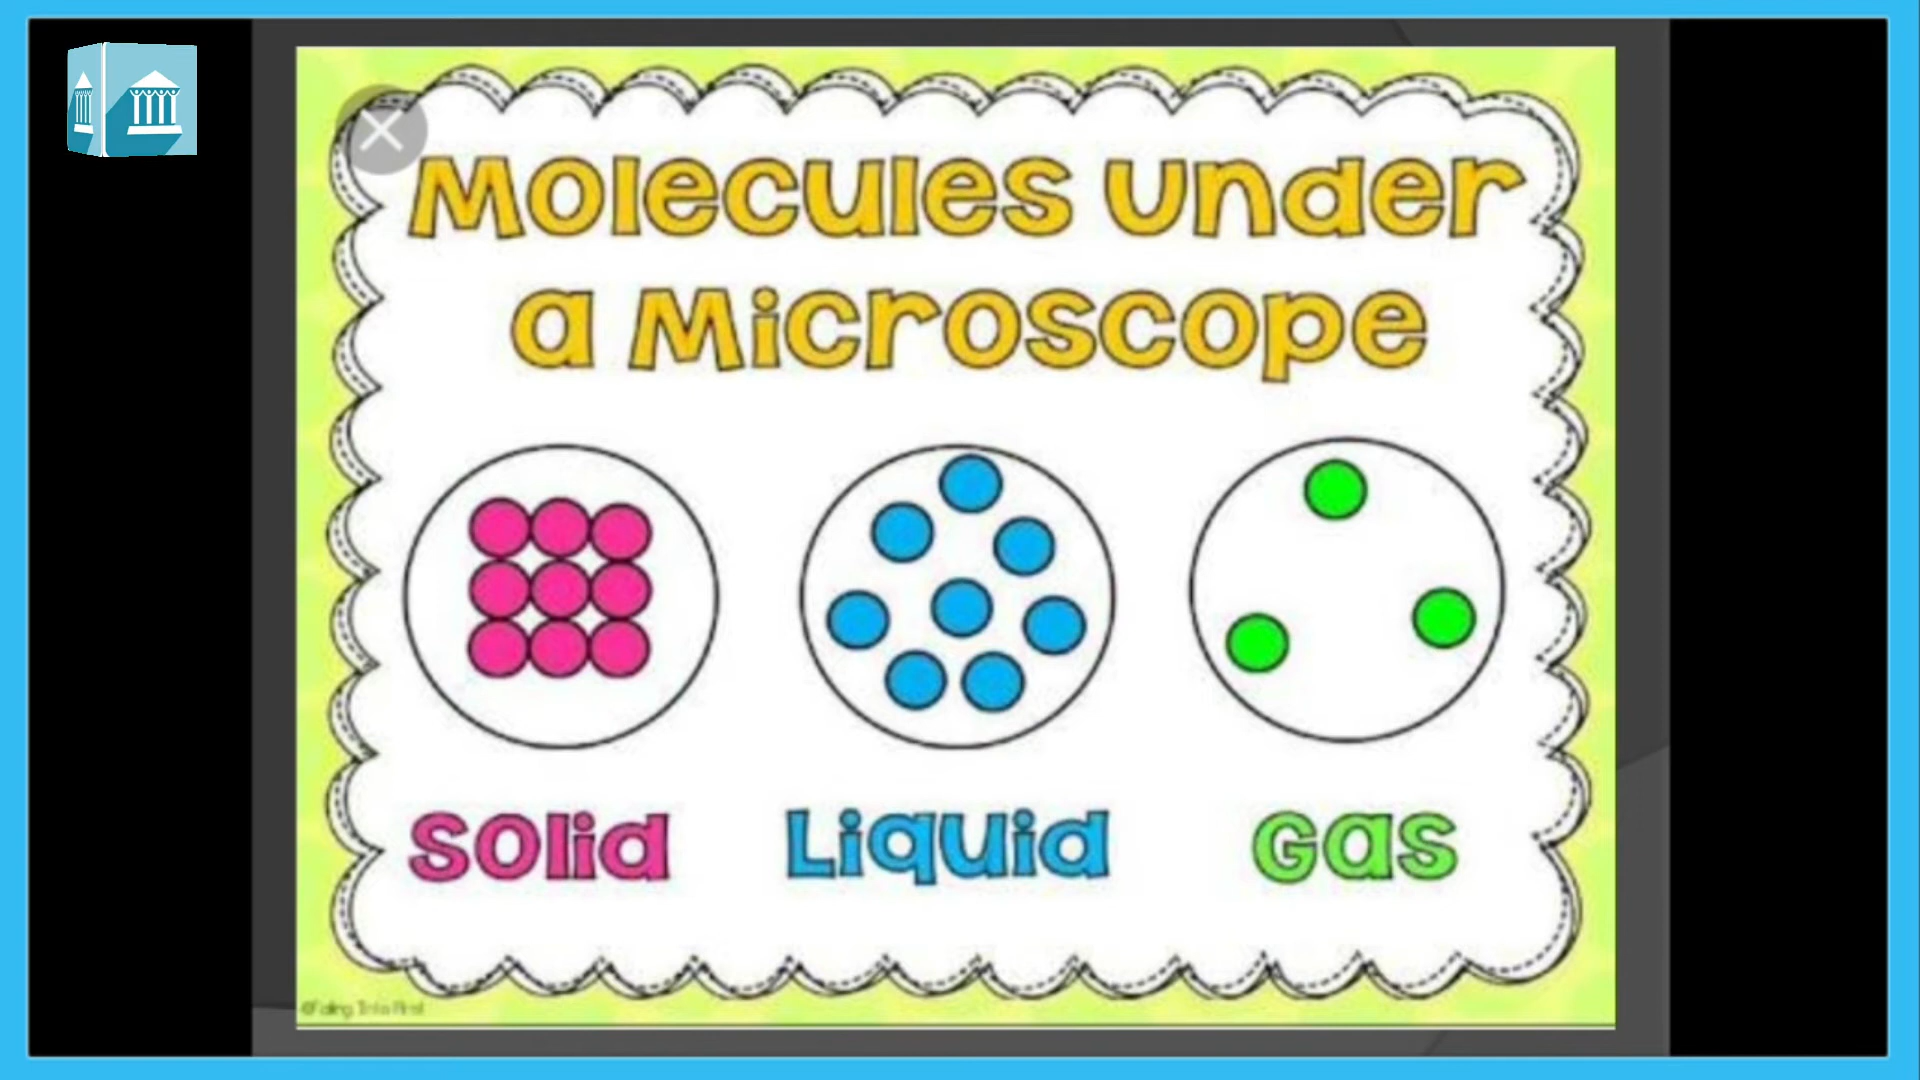 Molecules under
a Microscope
Solid
Liquid
Gas